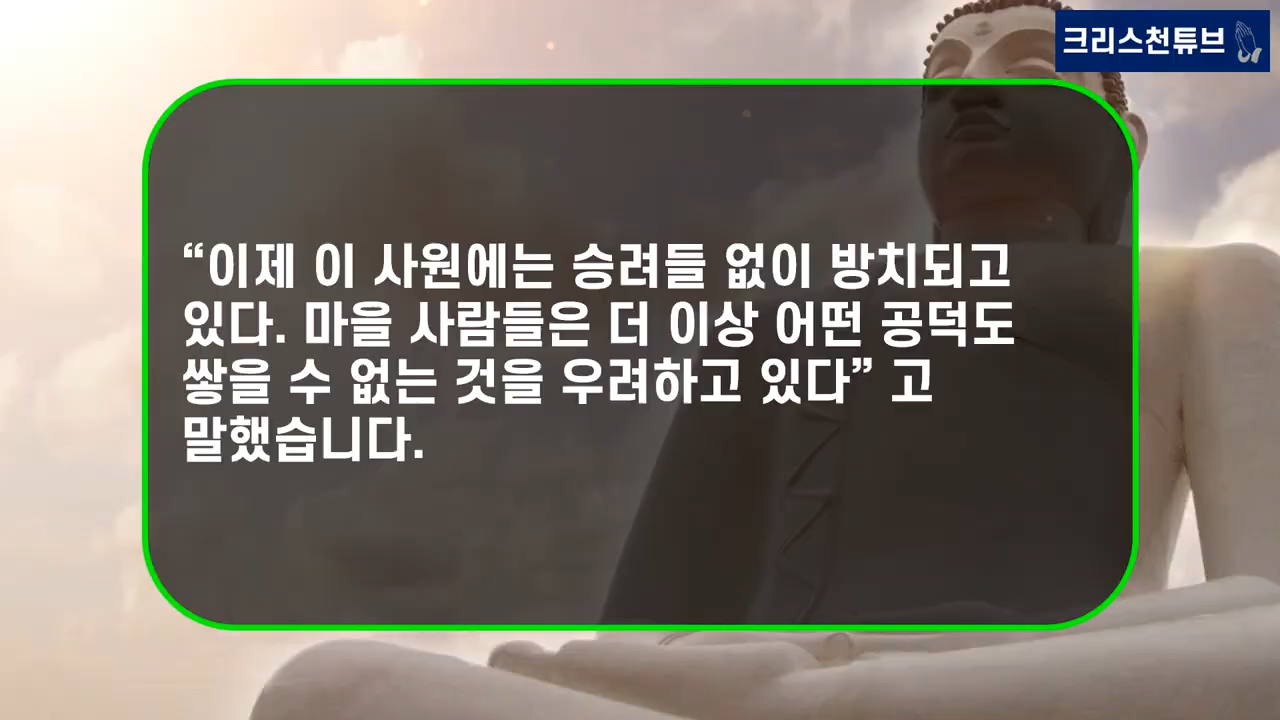 크리스천튜브
“이제 이 사원에는 승려들 없이 방치되고
있다. 마을 사람들은 더 이상 어떤 공덕도
쌓을 수 없는 것을 우려하고 있다” 고
말했습니다.